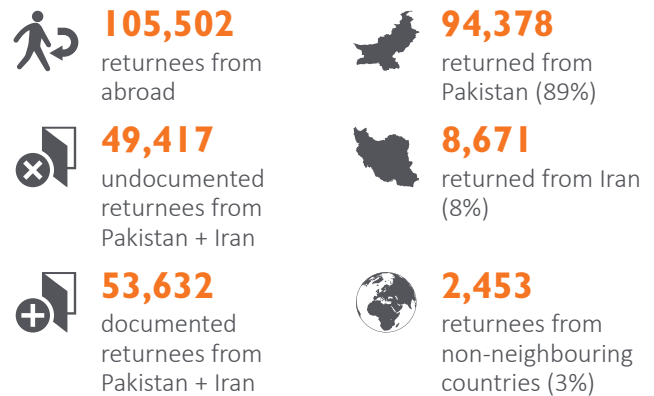 105,502
returnees from
abroad
94,378
returned from
Pakistan (89%)
49,417
undocumented
returnees from
Pakistan + Iran
8,671
returned from Iran
(8%)
53,632
documented
returnees from
Pakistan + Iran
2,453
returnees from
non-neighbouring
countries (3%)